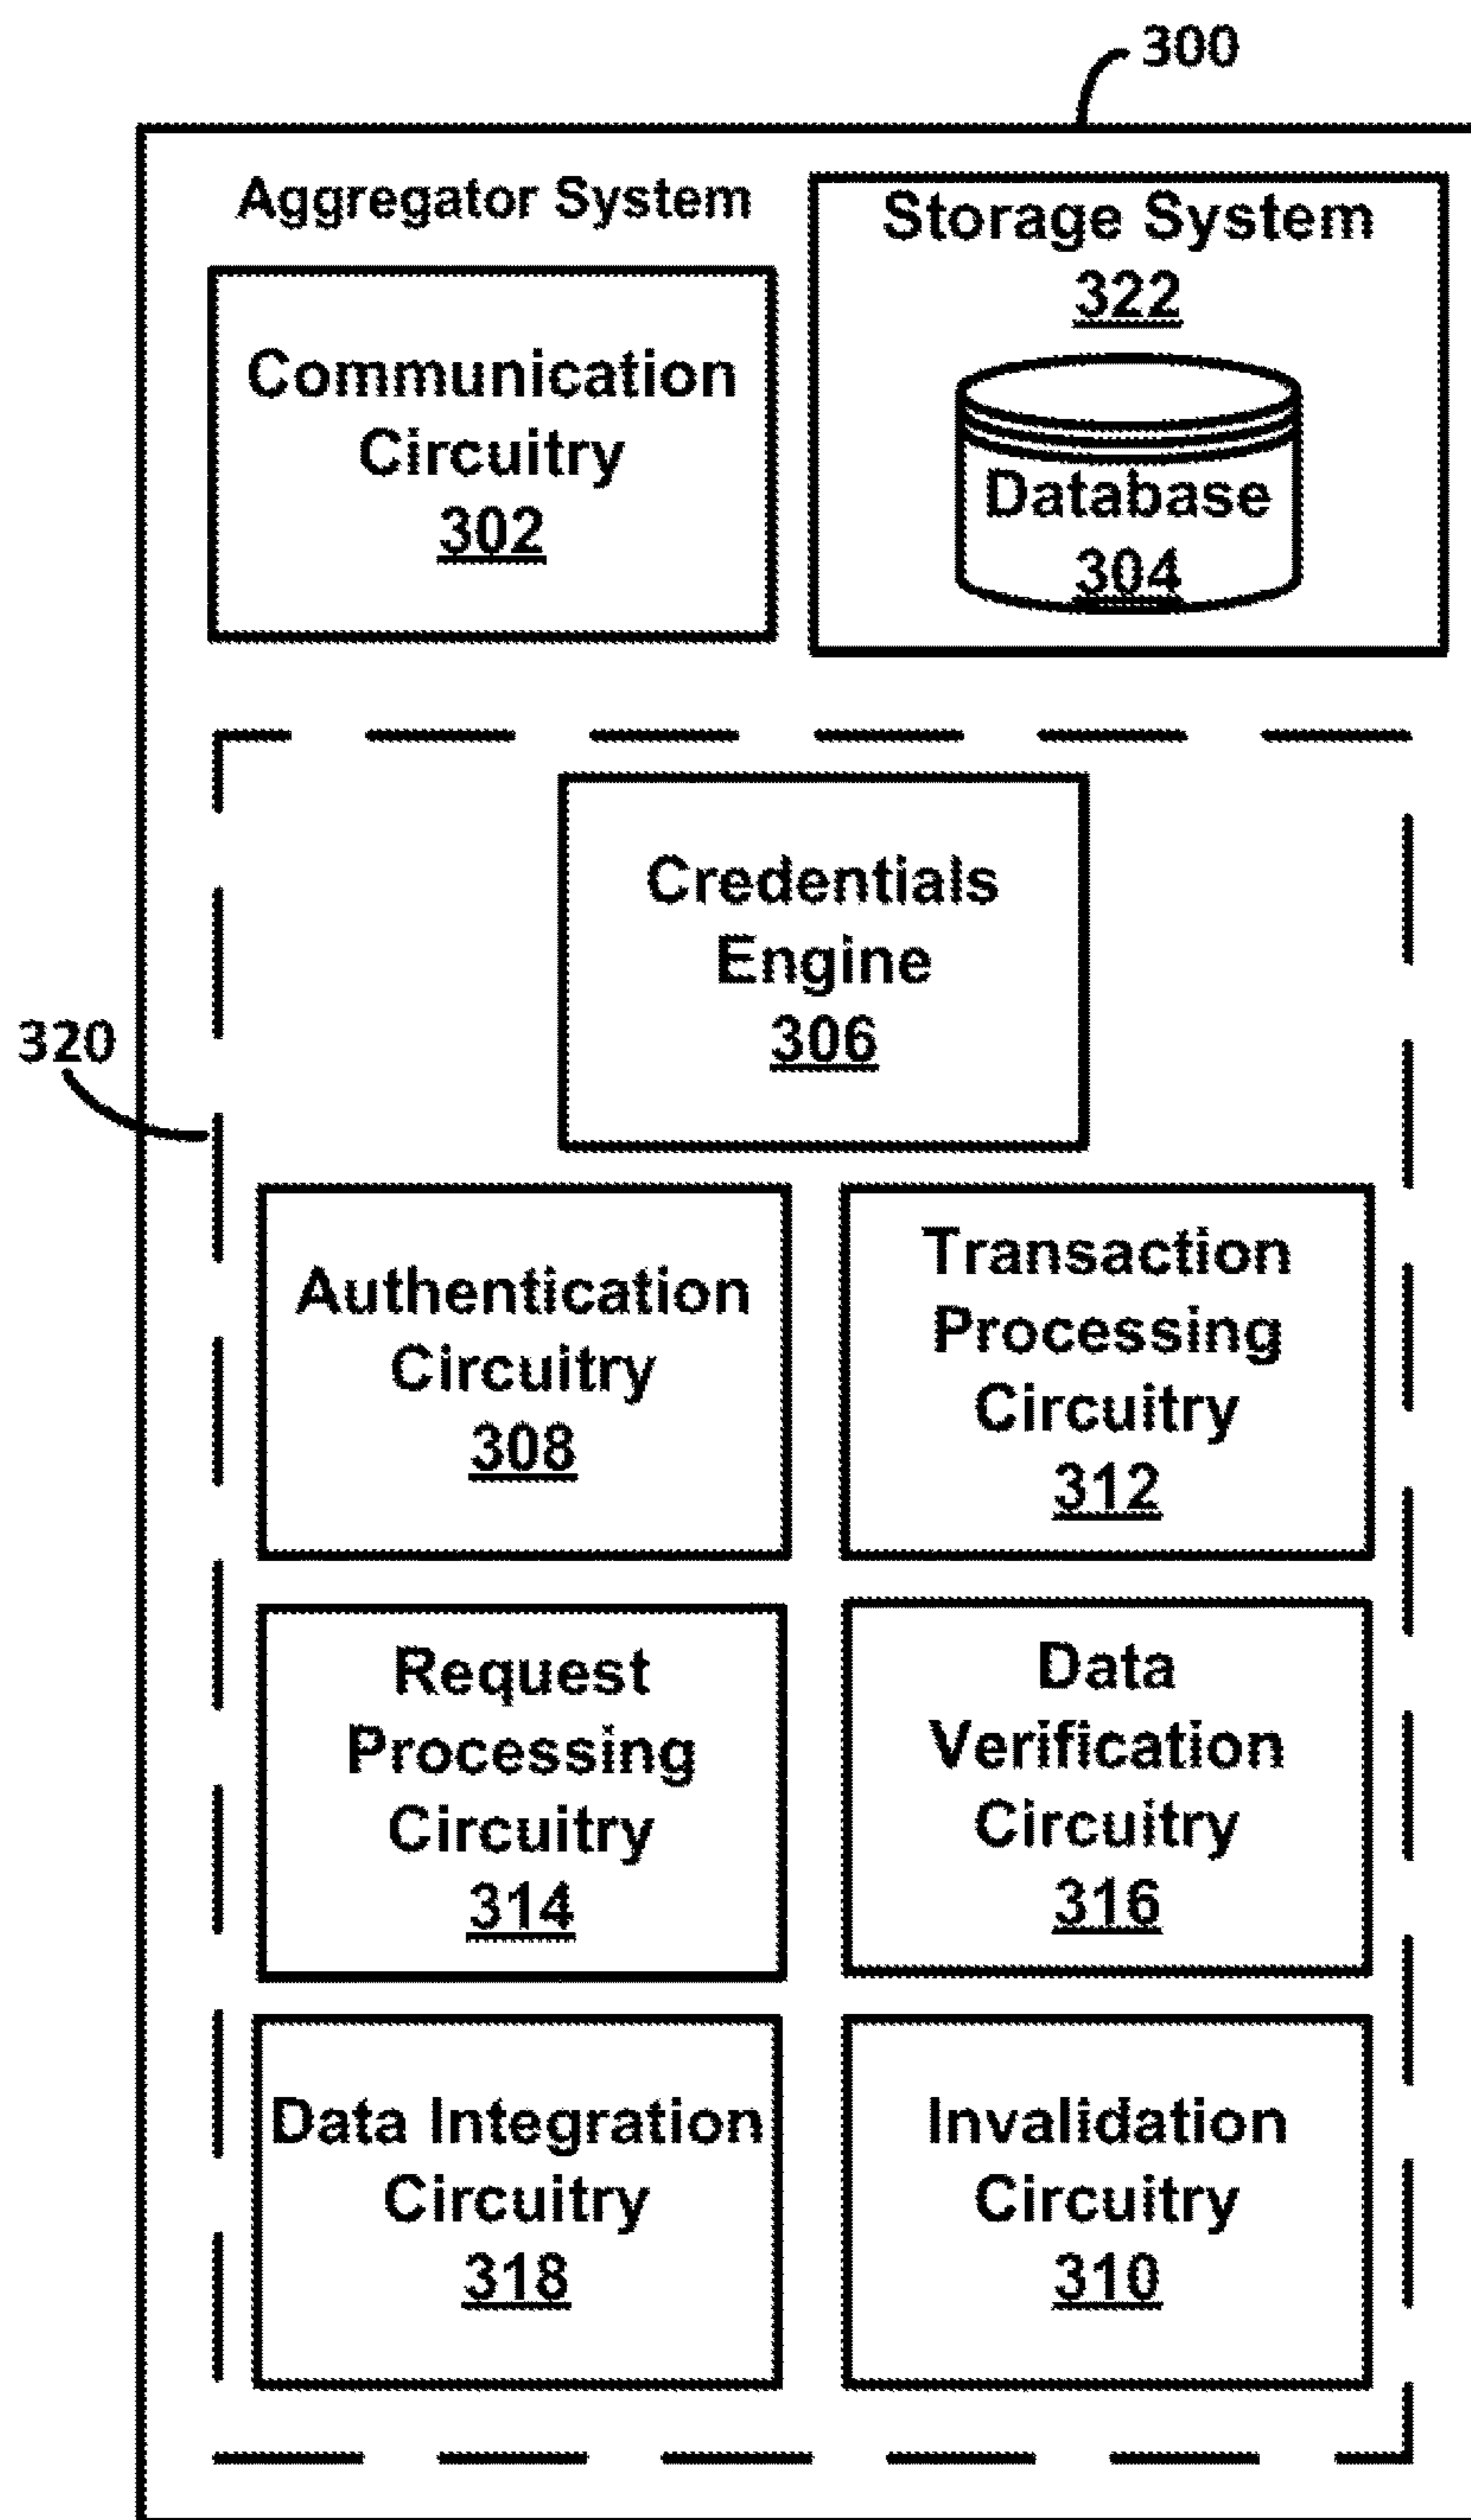 300
Aggregator System
Storage System
322
Communication
Circuitry
302
Database
304
Credentials
Engine
306
320
Authentication
Circuitry
308
Transaction
Processing
Circuitry
312
Request
Processing
Circuitry
314
Data
Verification
Circuitry
316
Data Integration
Circuitry
318
Invalidation
Circuitry
310